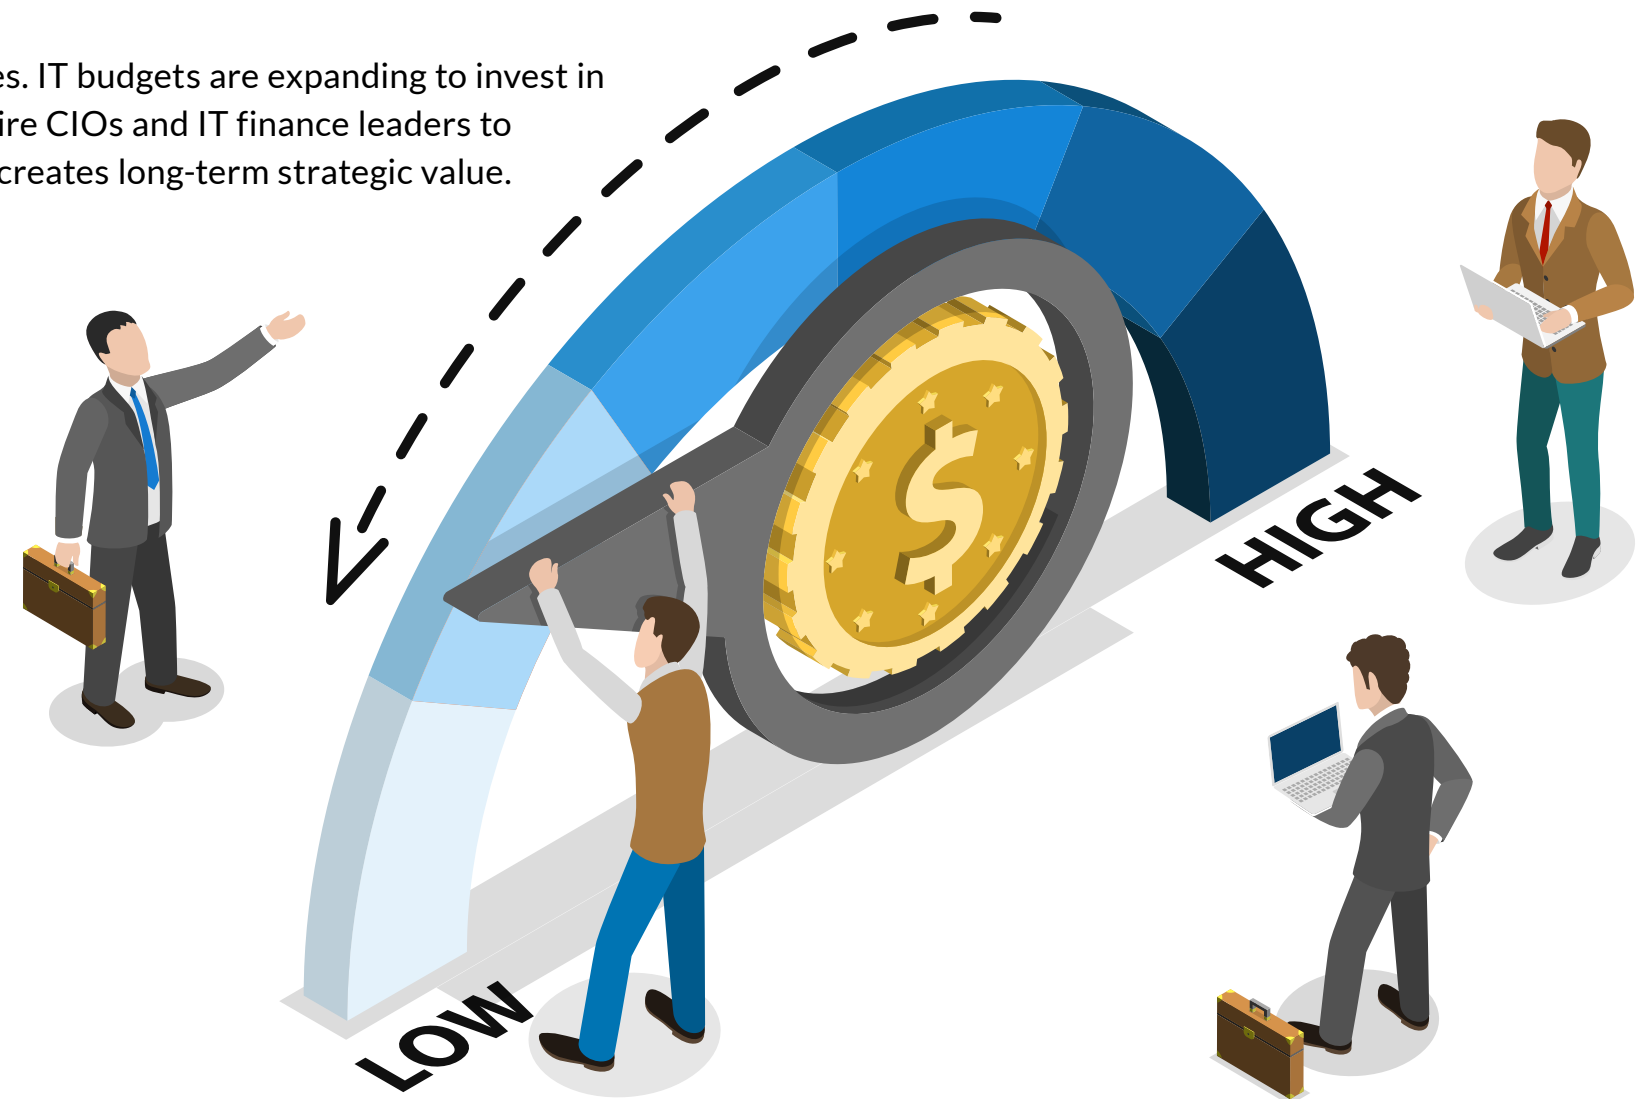 es. IT budgets are expanding to invest in
ire CIOs and IT finance leaders to
creates long-term strategic value.
HIGH
LOW